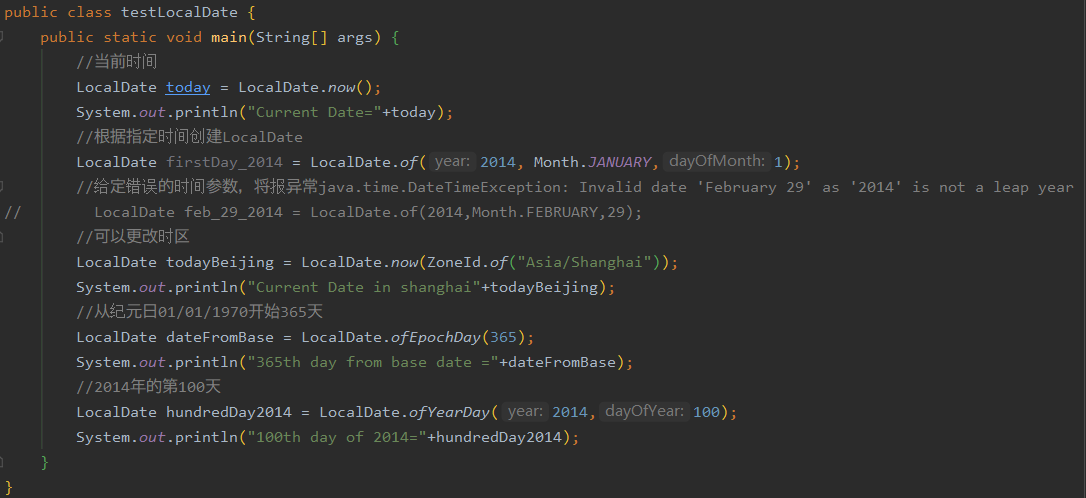 public class testLocalDate {
public static void main(String[] args) {
//当前时间
LocalDate today = LocalDate.now();
System.out.println("Current Date="+today);
//根据指定时间创建LocalDate
LocalDate firstDay_2014 = LocalDate.of( year: 2014, Month.JANUARY, dayOfMonth: 1);
//给定错误的时间参数，将报异常java.time.DateTimeException: Invalid date 'February 29' as '2014' is not a leap year
// LocalDate feb_29_2014 = LocalDate.of(2014,Month.FEBRUARY,29);
//可以更改时区
LocalDate todayBeijing = LocalDate.now(ZoneId.of("Asia/Shanghai"));
System.out.println("Current Date in shanghai"+todayBeijing);
//从纪元日01/01/1970开始365天
LocalDate dateFromBase = LocalDate.ofEpochDay(365);
System.out.println("365th day from base date ="+dateFromBase);
//2014年的第100天
LocalDate hundredDay2014 = LocalDate.ofYearDay( year: 2014, dayOfYear: 100);
System.out.println("100th day of 2014="+hundredDay2014);
}
}